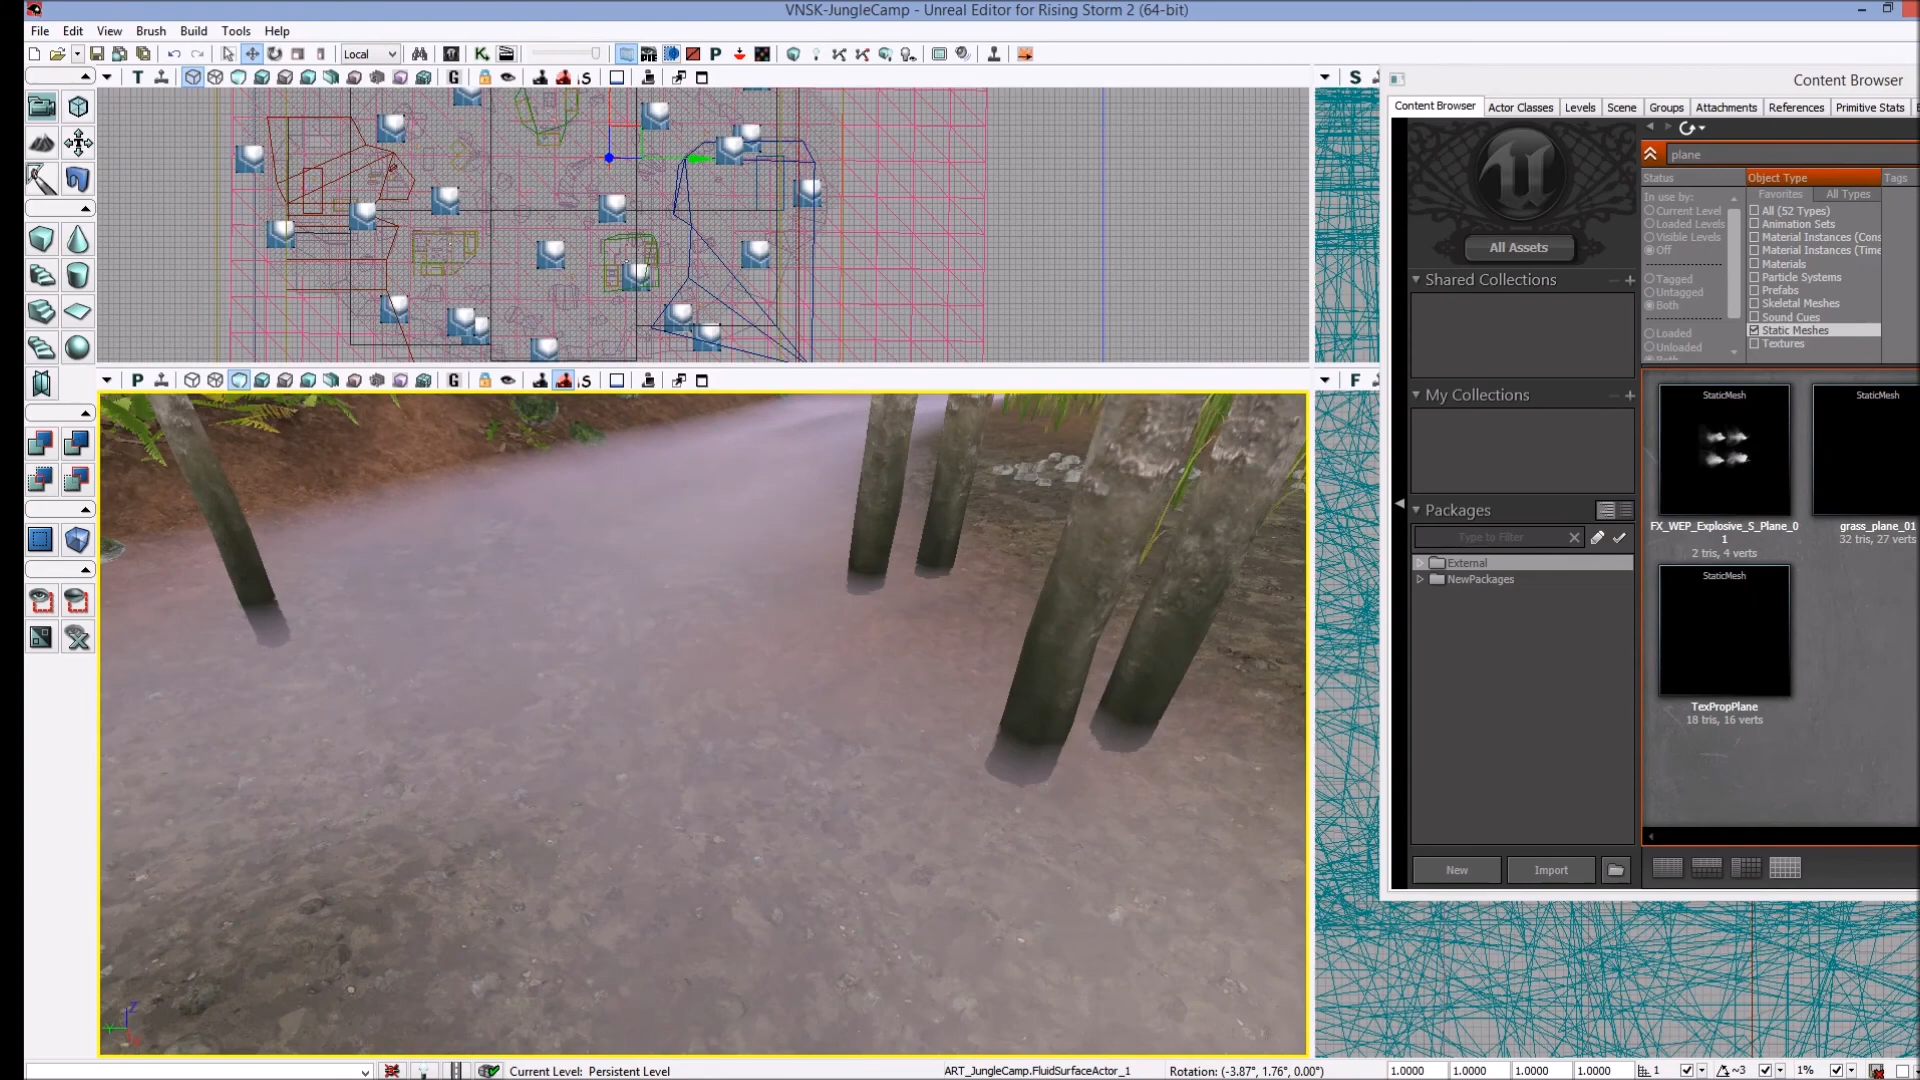 VNSK-JungleCamp - Unreal Editor for Rising Storm 2 (64-bit)
File Edit View Brush Build Tools Help
Local
P
T
G
S
S
Content Browser
Content Browser Actor Classes Levels Scene Groups Attachments References Primitive Stats
plane
Status
Object Type
Tags
Favorites All Types
In use by:
Current Level
Loaded Levels
Visible Levels
Off
Tagged
Untagged
Both
Loaded
Unloaded
Both
All (52 Types)
Animation Sets
Material Instances (Cons
Material Instances (Time
Materials
Particle Systems
Prefabs
Skeletal Meshes
Sound Cues
Static Meshes
Textures
All Assets
Shared Collections
My Collections
Packages
Type to Filter
External
NewPackages
New
Import
StaticMesh
FX_WEP_Explosive_S_Plane_0
1
2 tris, 4 verts
StaticMesh
grass_plane_01
32 tris, 27 verts
StaticMesh
TexPropPlane
18 tris, 16 verts
P
G
S
F
Z
Y
Current Level: Persistent Level
ART_JungleCamp.FluidSurfaceActor_1
Rotation: (-3.87°, 1.76°, 0.00°)
1.0000 1.0000 1.0000 1.0000
1
~3
1%